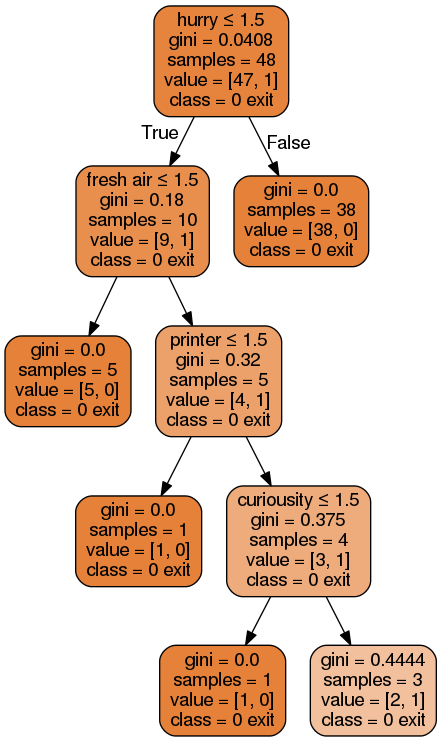 hurry ≤ 1.5
gini = 0.0408
samples = 48
value = [47, 1]
class = 0 exit
True
False
fresh air ≤ 1.5
gini = 0.18
samples = 10
value = [9, 1]
class = 0 exit
gini = 0.0
samples = 38
value = [38, 0]
class = 0 exit
gini = 0.0
samples = 5
value = [5, 0]
class = 0 exit
printer ≤ 1.5
gini = 0.32
samples = 5
value = [4, 1]
class = 0 exit
gini = 0.0
samples = 1
value = [1, 0]
class = 0 exit
curiousity ≤ 1.5
gini = 0.375
samples = 4
value = [3, 1]
class = 0 exit
gini = 0.0
samples = 1
value = [1, 0]
class = 0 exit
gini = 0.4444
samples = 3
value = [2, 1]
class = 0 exit